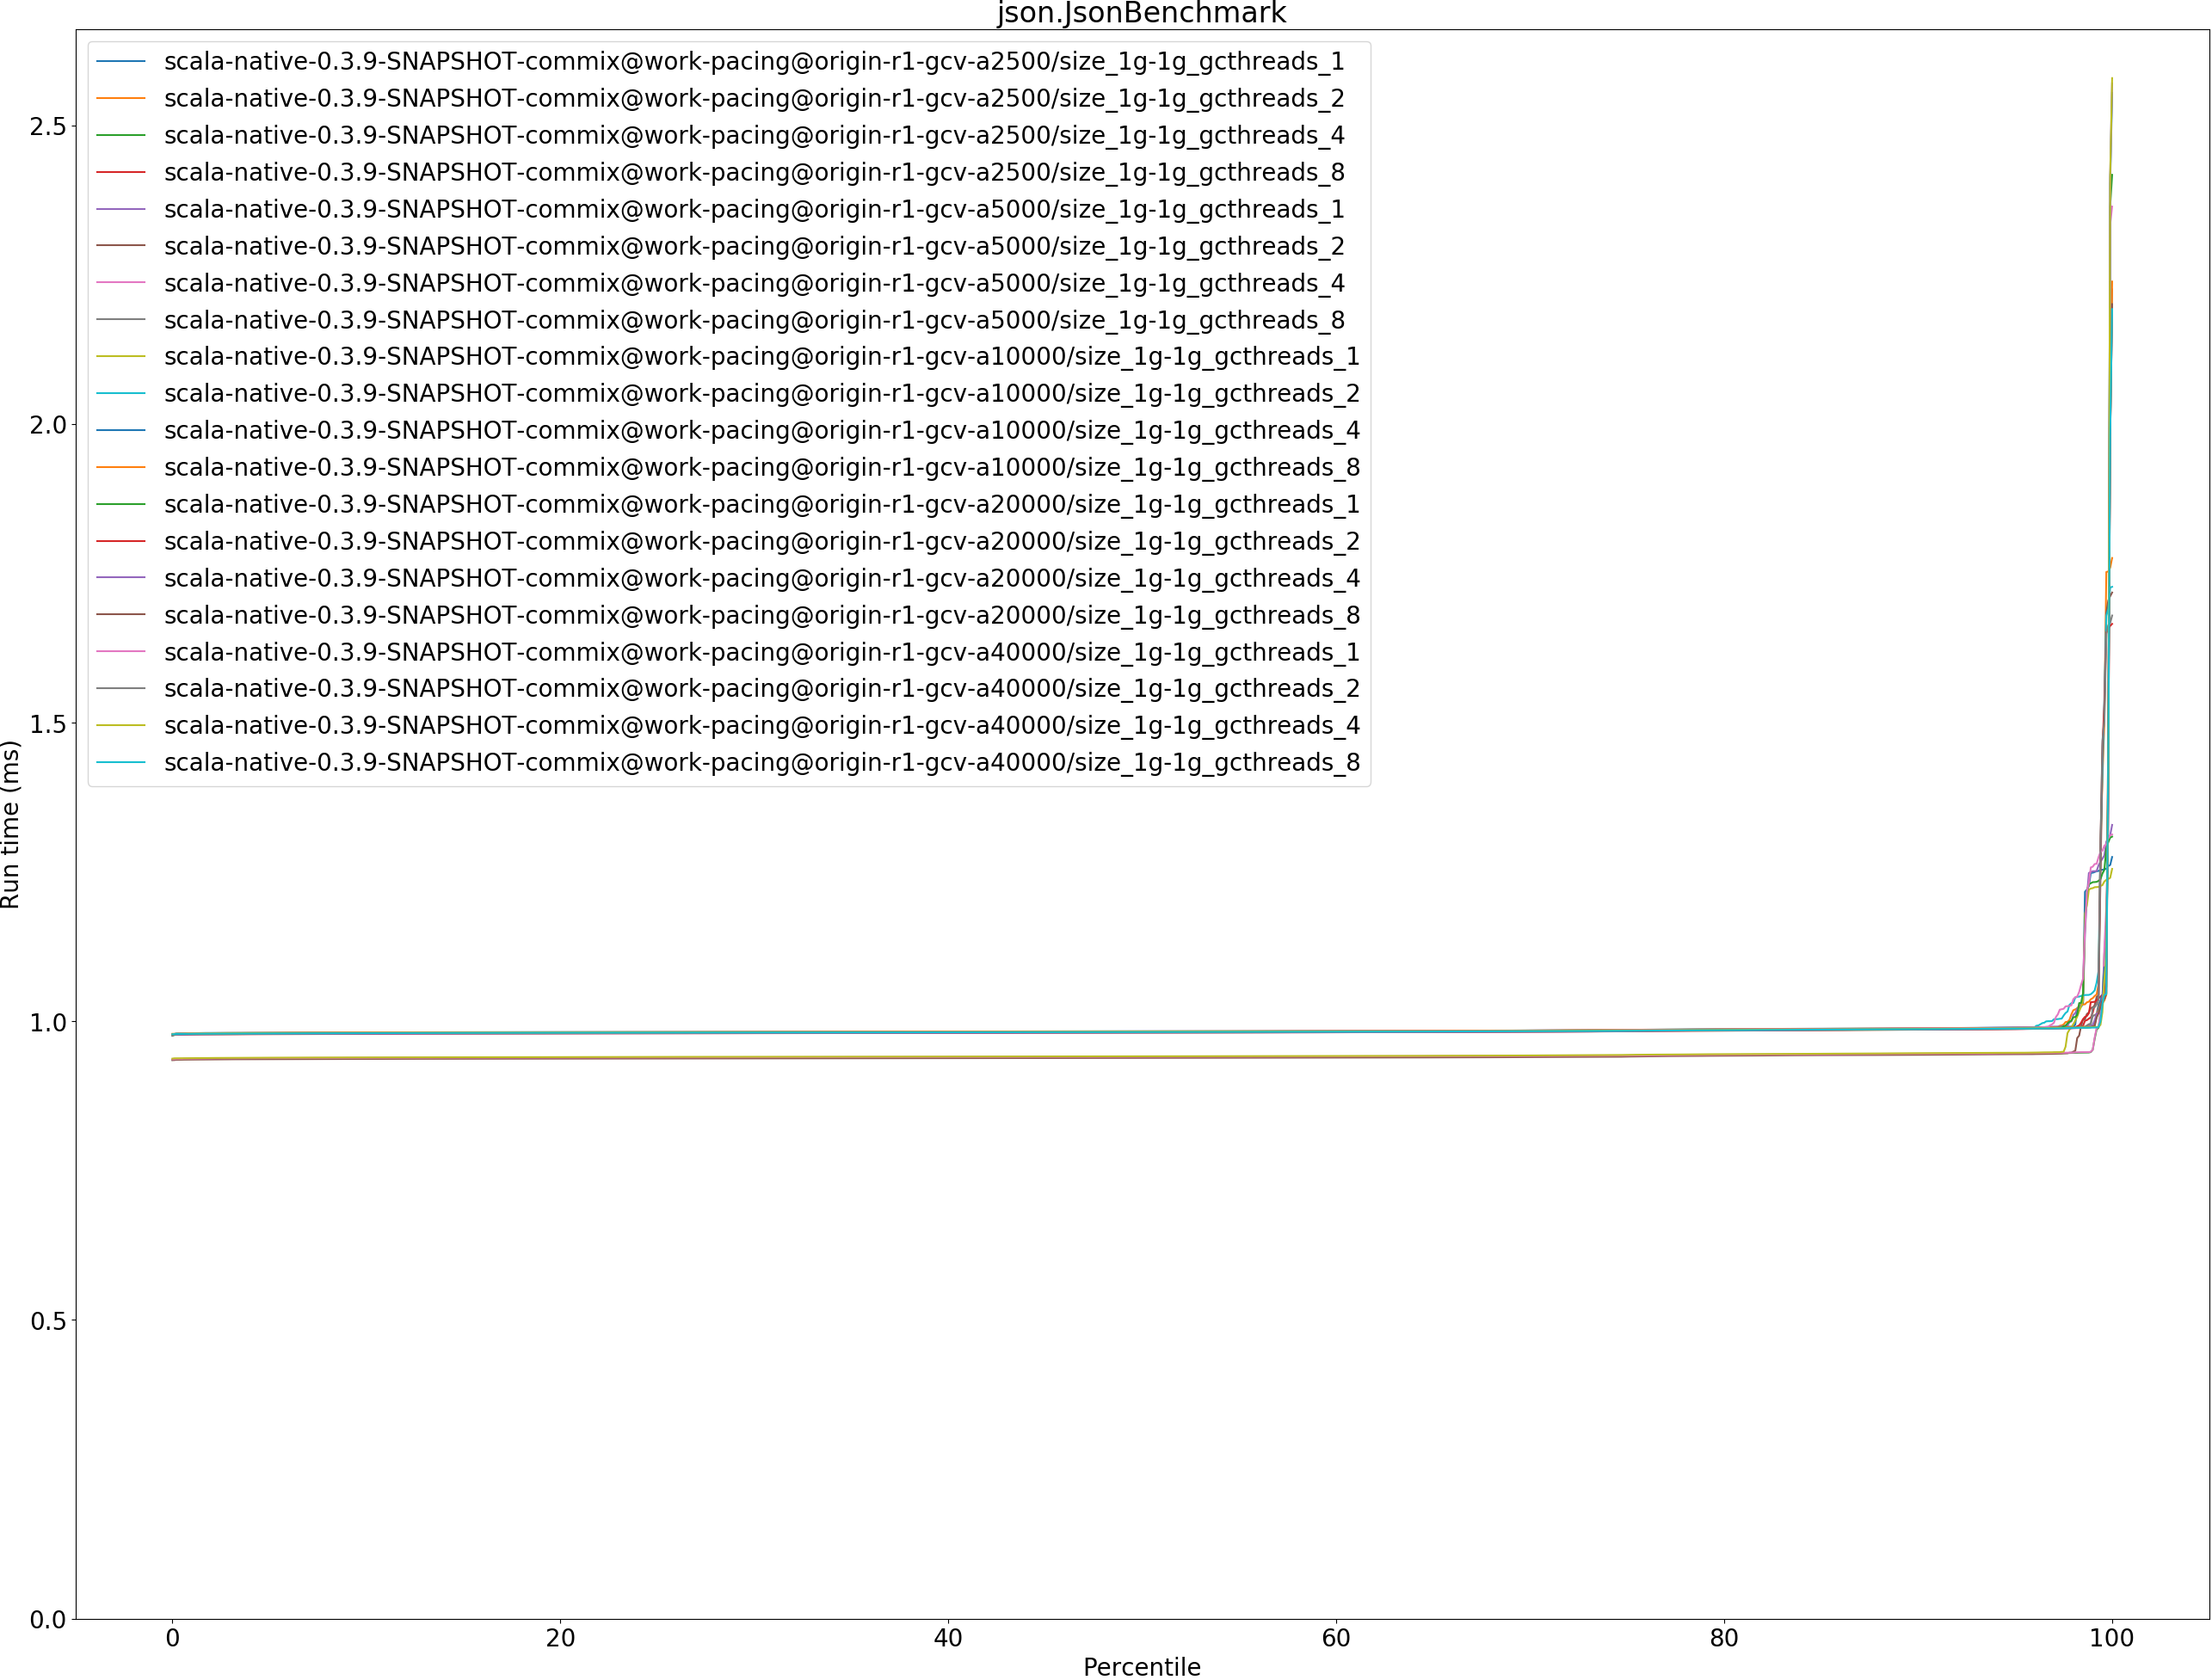 json.JsonBenchmark
scala-native-0.3.9-SNAPSHOT-commix@work-pacing@origin-r1-gcv-a2500/size_1g-1g_gcthreads_1
scala-native-0.3.9-SNAPSHOT-commix@work-pacing@origin-r1-gcv-a2500/size_1g-1g_gcthreads_2
scala-native-0.3.9-SNAPSHOT-commix@work-pacing@origin-r1-gcv-a2500/size_1g-1g_gcthreads_4
scala-native-0.3.9-SNAPSHOT-commix@work-pacing@origin-r1-gcv-a2500/size_1g-1g_gcthreads_8
scala-native-0.3.9-SNAPSHOT-commix@work-pacing@origin-r1-gcv-a5000/size_1g-1g_gcthreads_1
scala-native-0.3.9-SNAPSHOT-commix@work-pacing@origin-r1-gcv-a5000/size_1g-1g_gcthreads_2
scala-native-0.3.9-SNAPSHOT-commix@work-pacing@origin-r1-gcv-a5000/size_1g-1g_gcthreads_4
scala-native-0.3.9-SNAPSHOT-commix@work-pacing@origin-r1-gcv-a5000/size_1g-1g_gcthreads_8
scala-native-0.3.9-SNAPSHOT-commix@work-pacing@origin-r1-gcv-a10000/size_1g-1g_gcthreads_1
scala-native-0.3.9-SNAPSHOT-commix@work-pacing@origin-r1-gcv-a10000/size_1g-1g_gcthreads_2
scala-native-0.3.9-SNAPSHOT-commix@work-pacing@origin-r1-gcv-a10000/size_1g-1g_gcthreads_4
scala-native-0.3.9-SNAPSHOT-commix@work-pacing@origin-r1-gcv-a10000/size_1g-1g_gcthreads_8
scala-native-0.3.9-SNAPSHOT-commix@work-pacing@origin-r1-gcv-a20000/size_1g-1g_gcthreads_1
scala-native-0.3.9-SNAPSHOT-commix@work-pacing@origin-r1-gcv-a20000/size_1g-1g_gcthreads_2
scala-native-0.3.9-SNAPSHOT-commix@work-pacing@origin-r1-gcv-a20000/size_1g-1g_gcthreads_4
scala-native-0.3.9-SNAPSHOT-commix@work-pacing@origin-r1-gcv-a20000/size_1g-1g_gcthreads_8
scala-native-0.3.9-SNAPSHOT-commix@work-pacing@origin-r1-gcv-a40000/size_1g-1g_gcthreads_1
scala-native-0.3.9-SNAPSHOT-commix@work-pacing@origin-r1-gcv-a40000/size_1g-1g_gcthreads_2
scala-native-0.3.9-SNAPSHOT-commix@work-pacing@origin-r1-gcv-a40000/size_1g-1g_gcthreads_4
scala-native-0.3.9-SNAPSHOT-commix@work-pacing@origin-r1-gcv-a40000/size_1g-1g_gcthreads_8
2.5
2.0
1.5
1.0
0.5
0.0
Run time (ms)
0 20 40 60 80 100
Percentile